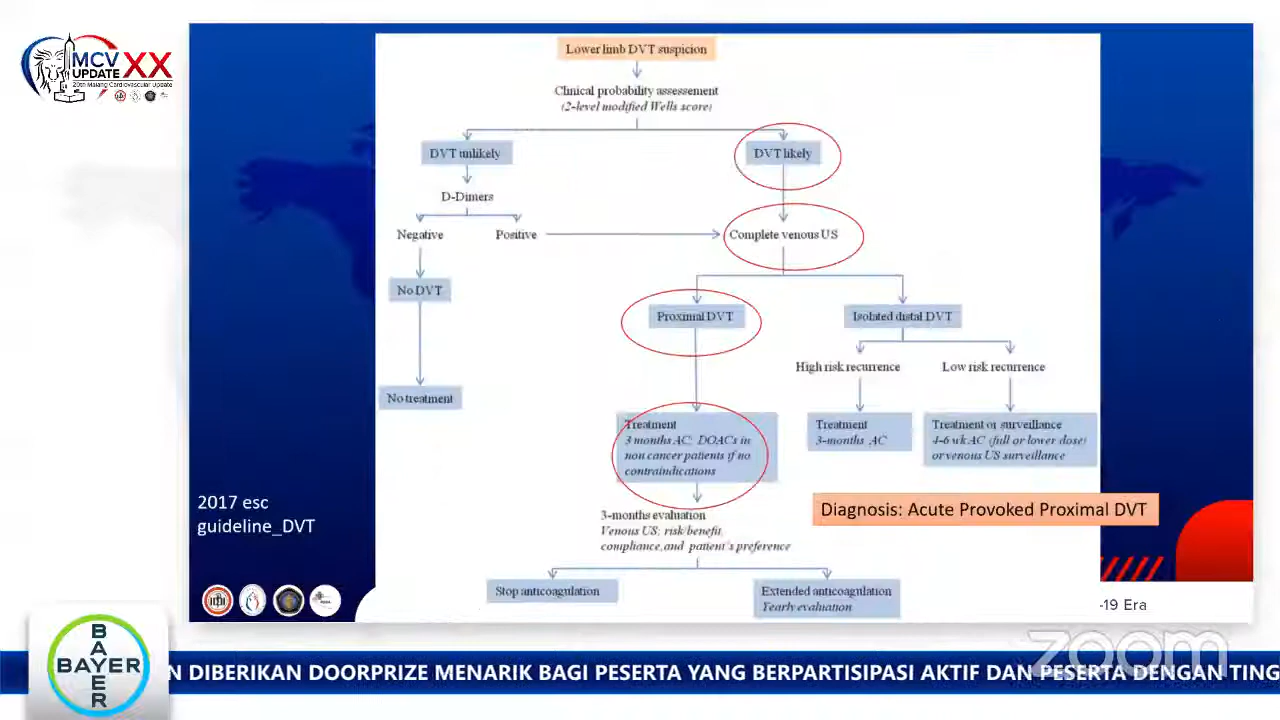 MCV
UPDATE XX
20th Malang Cardiovascular Update
Lower limb DVT suspicion
Clinical probability assessement
(2-level modified Wells score)
DVT unlikely
DVT likely
D-Dimers
Negative
Positive
Complete venous US
No DVT
Proximal DVT
Isolated distal DVT
High risk recurrence
Low risk recurrence
No treatment
Treatment
3 months AC; DOACs in
non cancer patients if no
contraindications
Treatment
3-months AC
Treatment or surveillance
4-6 wk AC (full or lower dose)
or venous US surveillance
2017 esc
guideline_DVT
3-months evaluation
Venous US; risk/benefit,
compliance,and patient's preference
Diagnosis: Acute Provoked Proximal DVT
Stop anticoagulation
Extended anticoagulation
Yearly evaluation
-19 Era
zoom
BAYER
BAYER
N DIBERIKAN DOORPRIZE MENARIK BAGI PESERTA YANG BERPARTISIPASI AKTIF DAN PESERTA DENGAN TING